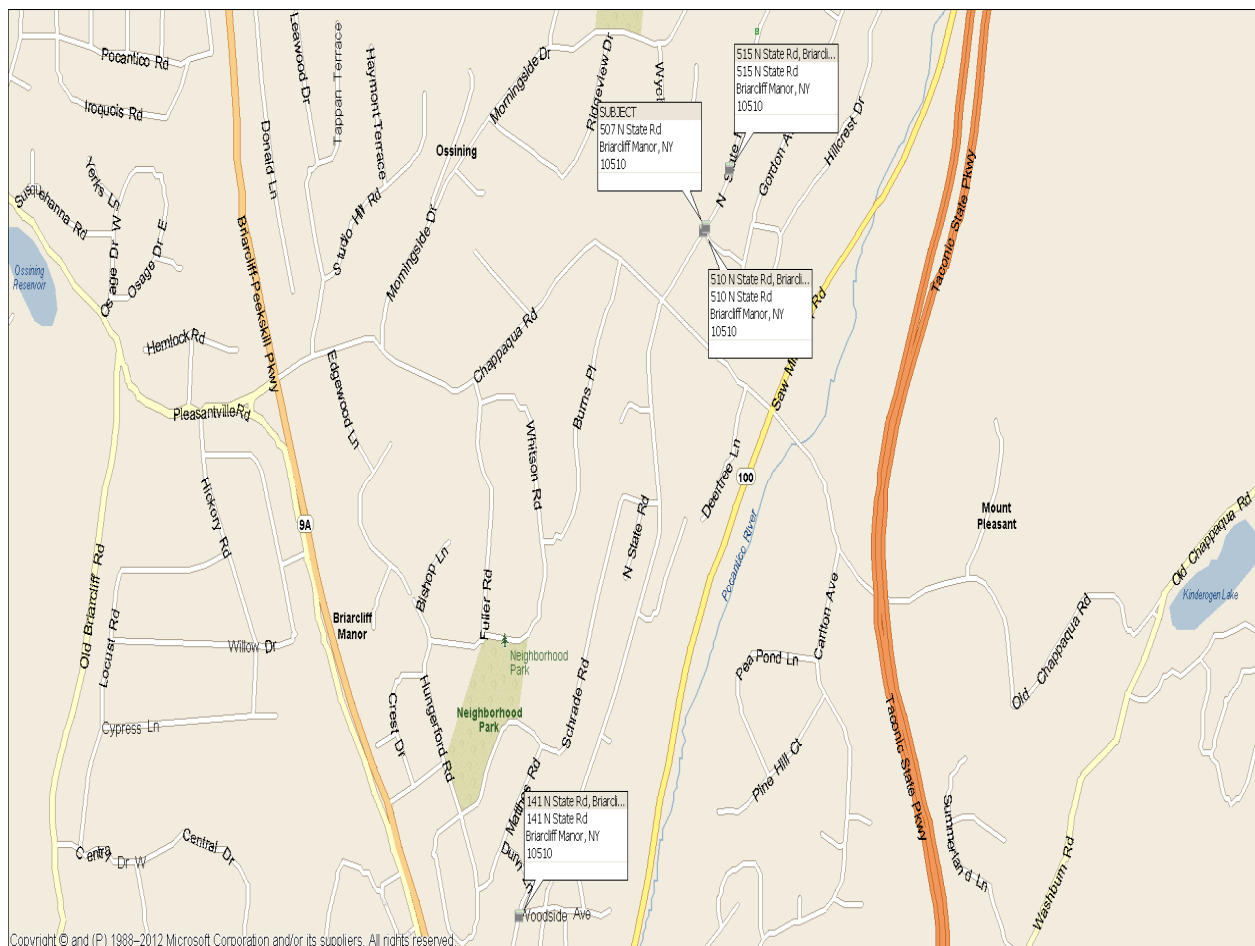 Pocantico Rd
Iroquois Rd
Leawood Dr
Tappan Terrace
Haymont Terrace
Donald Ln
Morningside Dr
Ridgeview Dr
Ossining
515 N State Rd, Briarcli...
515 N State Rd
Briarcliff Manor, NY
10510
SUBJECT
507 N State Rd
Briarcliff Manor, NY
10510
Gordon
Hillcrest Dr
Yerks Ln
Susquehanna Rd
Osage Dr W
Osage Dr E
Ossining
Reservoir
Studio Hill Rd
Morningside Dr
Briarcliff-Peekskill Pkwy
Taconic State Pkwy
510 N State Rd, Briarcli...
510 N State Rd
Briarcliff Manor, NY
10510
Hemlock Rd
Edgewood Ln
Chappaqua Rd
Burns Pl
Pleasantville Rd
Whitson Rd
Deertree Ln
100
Hickory Rd
9A
N State Rd
Pocantico River
Mount
Pleasant
Old Chappaqua Rd
Kinderogen Lake
Old Briarcliff Rd
Locust Rd
Bishop Ln
Briarcliff
Manor
Fuller Rd
Willow Dr
Neighborhood
Park
Neighborhood
Park
Carlton Ave
Pea Pond Ln
Old Chappaqua Rd
Cypress Ln
Crest Dr
Hungerford Rd
Schrade Rd
Pine Hill Ct
Taconic State Pkwy
Matthes Rd
141 N State Rd, Briarcli...
141 N State Rd
Briarcliff Manor, NY
10510
Dr W
Central Dr
Summerland Ln
Washburn Rd
Woodside Ave
Copyright © and (P) 1988–2012 Microsoft Corporation and/or its suppliers. All rights reserved.